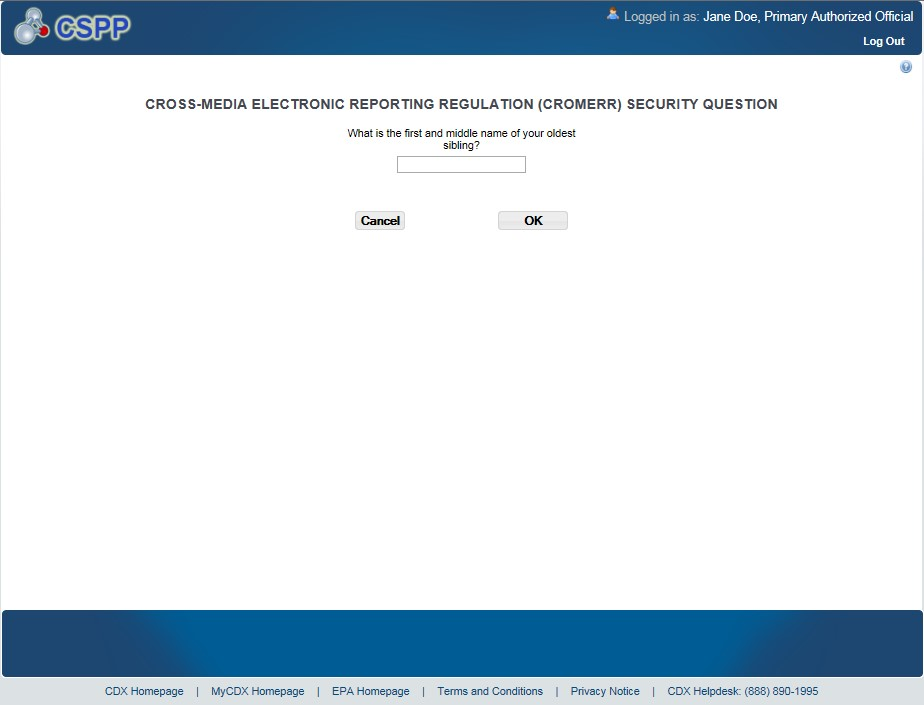 CSPP
Logged in as: Jane Doe, Primary Authorized Official
Log Out
CROSS-MEDIA ELECTRONIC REPORTING REGULATION (CROMERR) SECURITY QUESTION
What is the first and middle name of your oldest
sibling?
Cancel OK
CDX Homepage | MyCDX Homepage | EPA Homepage | Terms and Conditions | Privacy Notice | CDX Helpdesk: (888) 890-1995